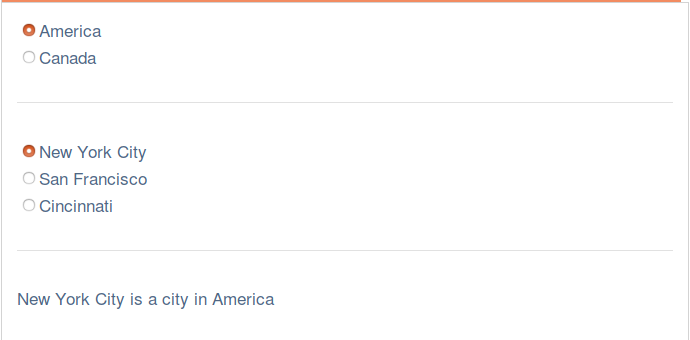 America
Canada
New York City
San Francisco
Cincinnati
New York City is a city in America